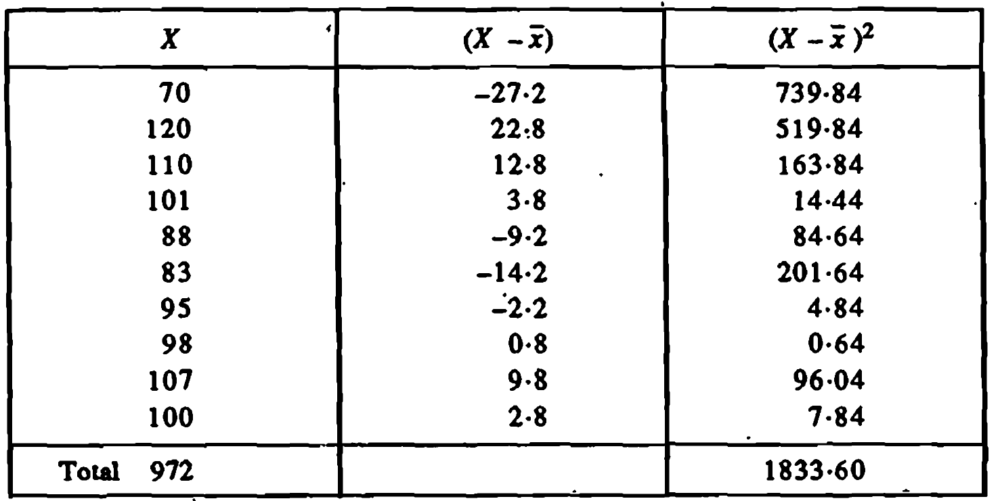 X (X – x̄) (X – x̄)²
70 –27·2 739·84
120 22·8 519·84
110 12·8 163·84
101 3·8 14·44
88 –9·2 84·64
83 –14·2 201·64
95 –2·2 4·84
98 0·8 0·64
107 9·8 96·04
100 2·8 7·84
Total 972 1833·60